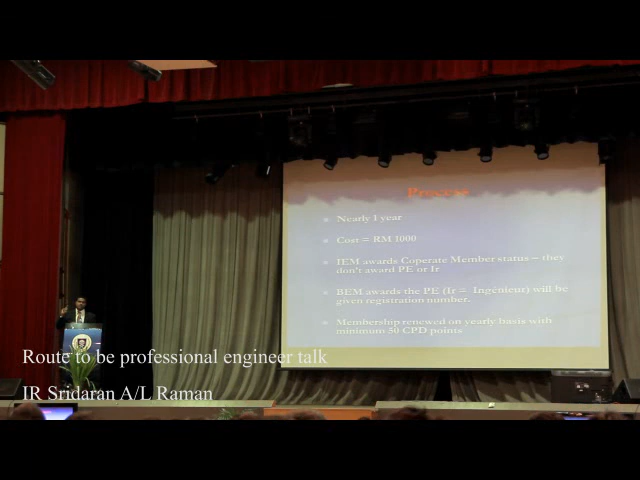 Process
Nearly 1 year
Cost = RM 1000
IEM awards Coperate Member status – they
don't award PE or Ir
BEM awards the PE (Ir = Ingénieur) will be
given registration number.
Membership renewed on yearly basis with
minimum 50 CPD points
Route to be professional engineer talk
IR Sridaran A/L Raman